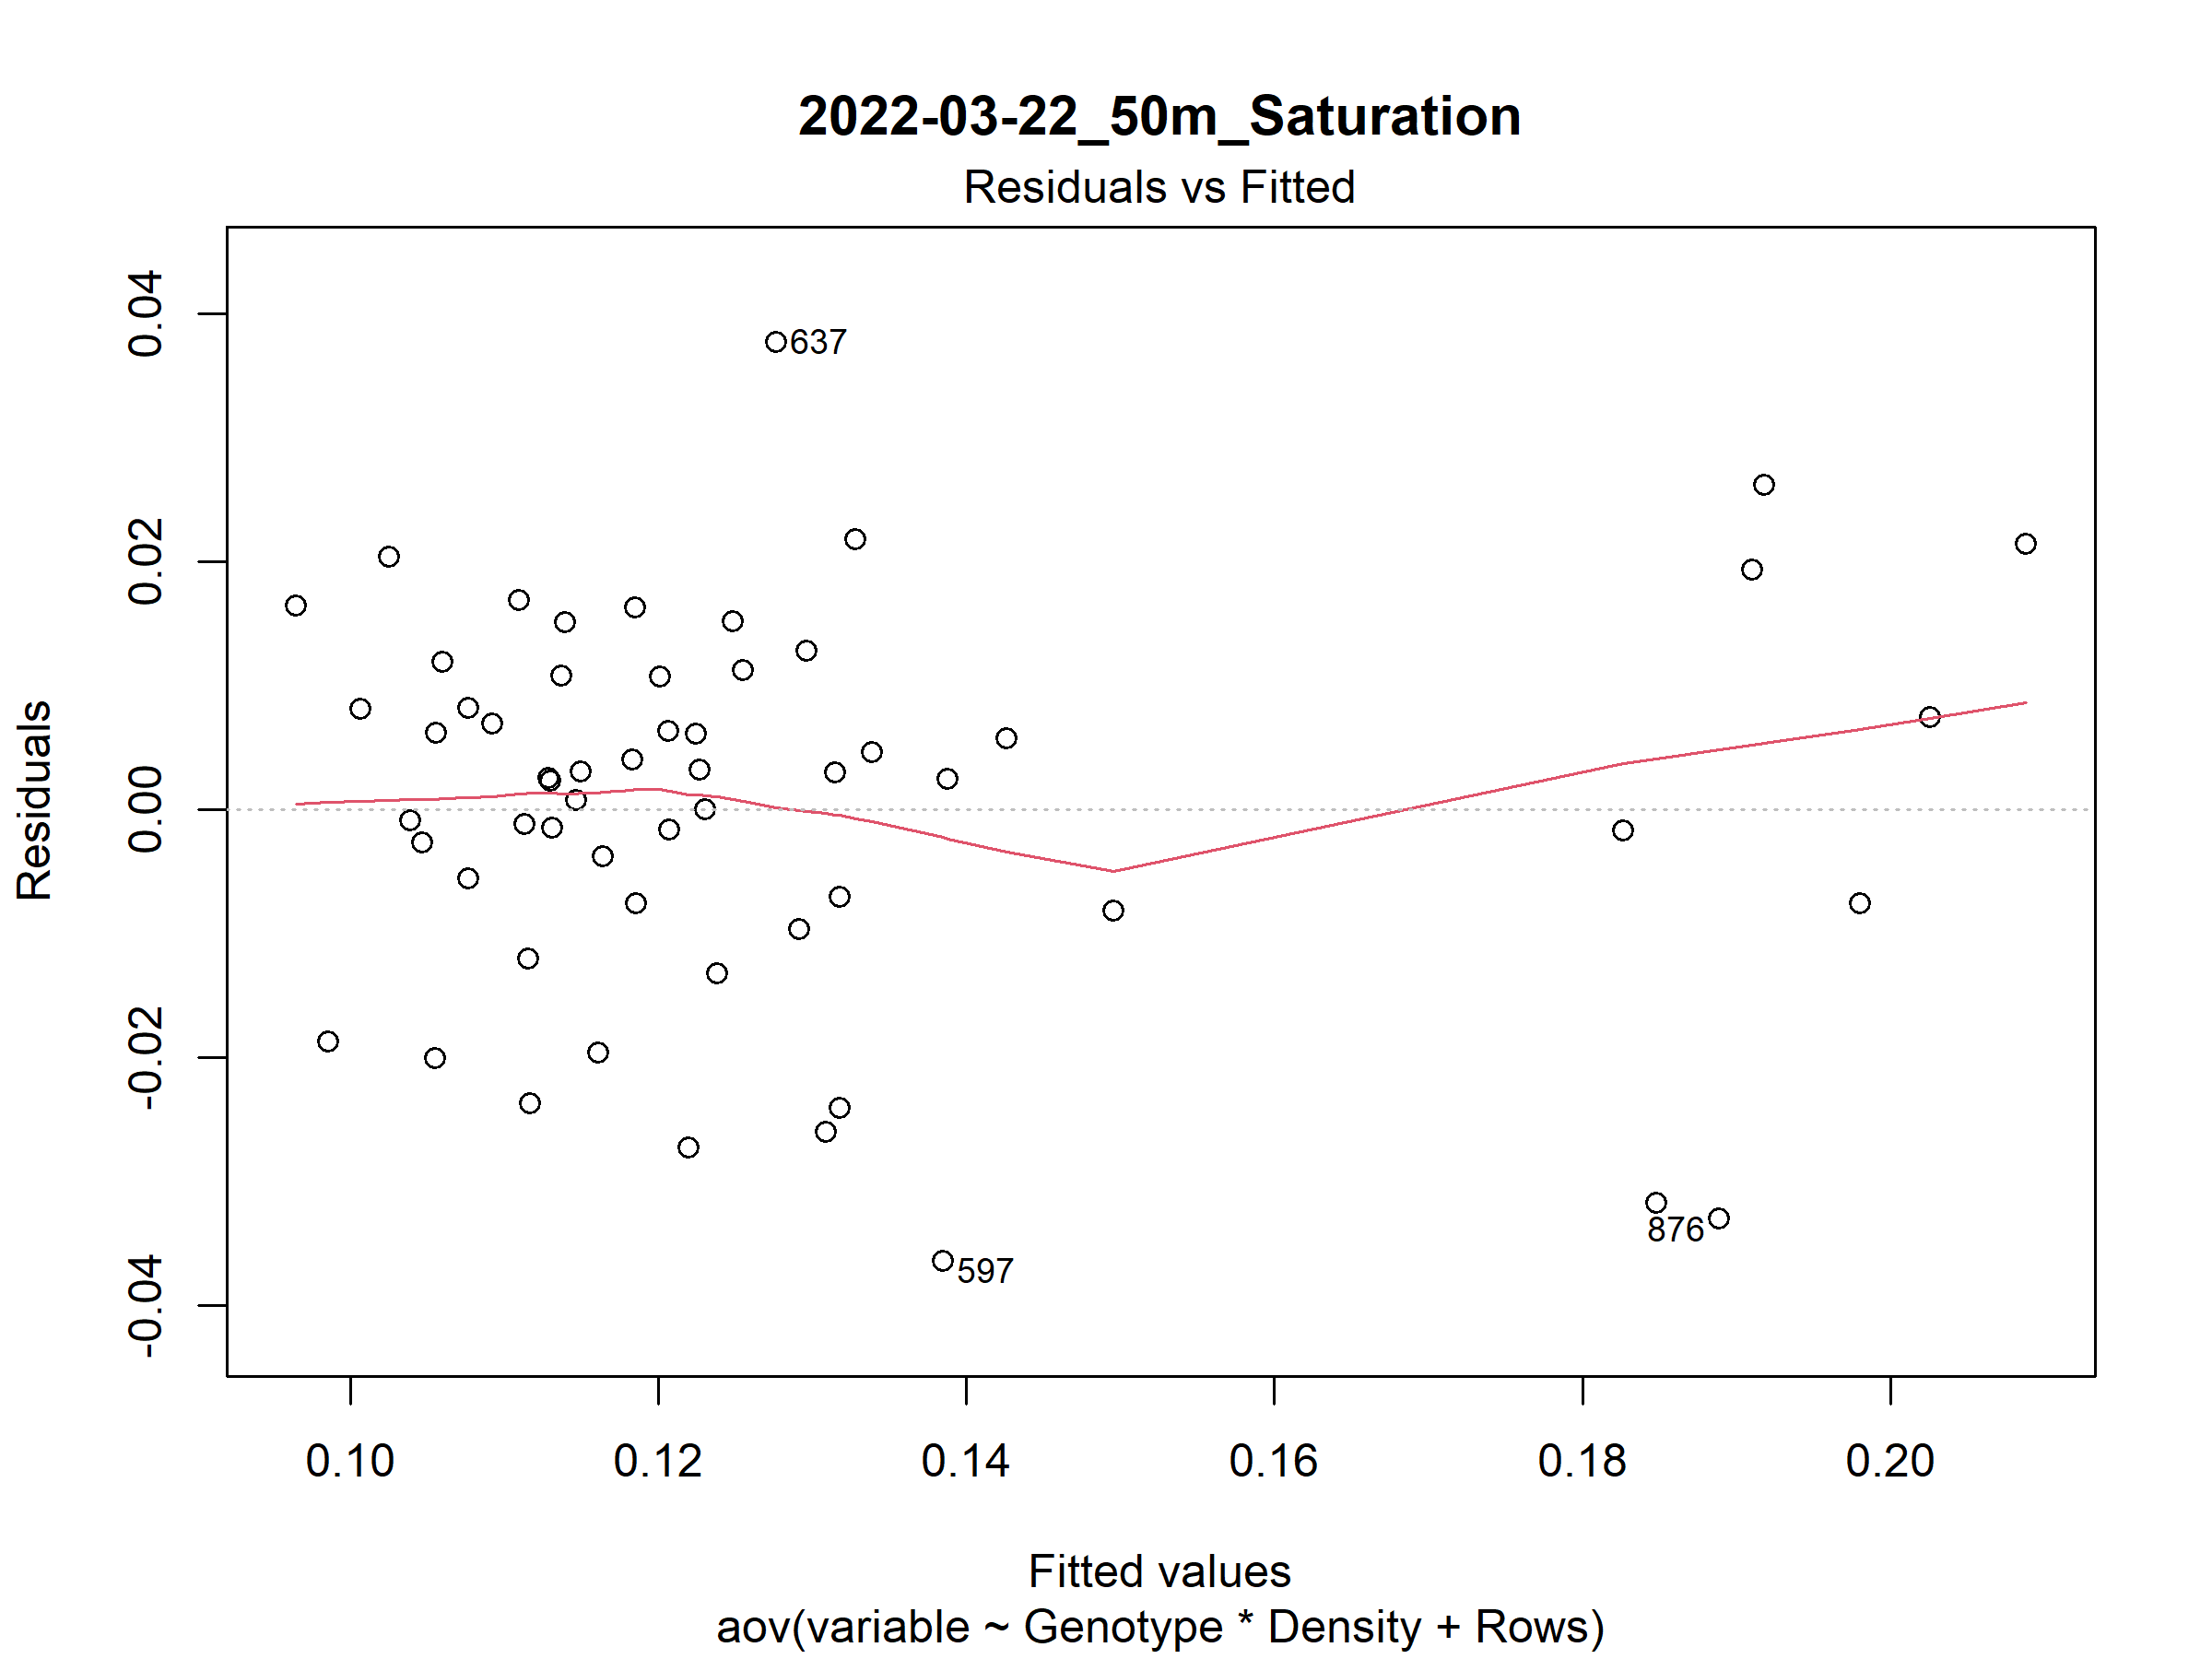 2022-03-22_50m_Saturation
Residuals vs Fitted
Residuals
0.04
0.02
0.00
-0.02
-0.04
637
876
597
0.10 0.12 0.14 0.16 0.18 0.20
Fitted values
aov(variable ~ Genotype * Density + Rows)